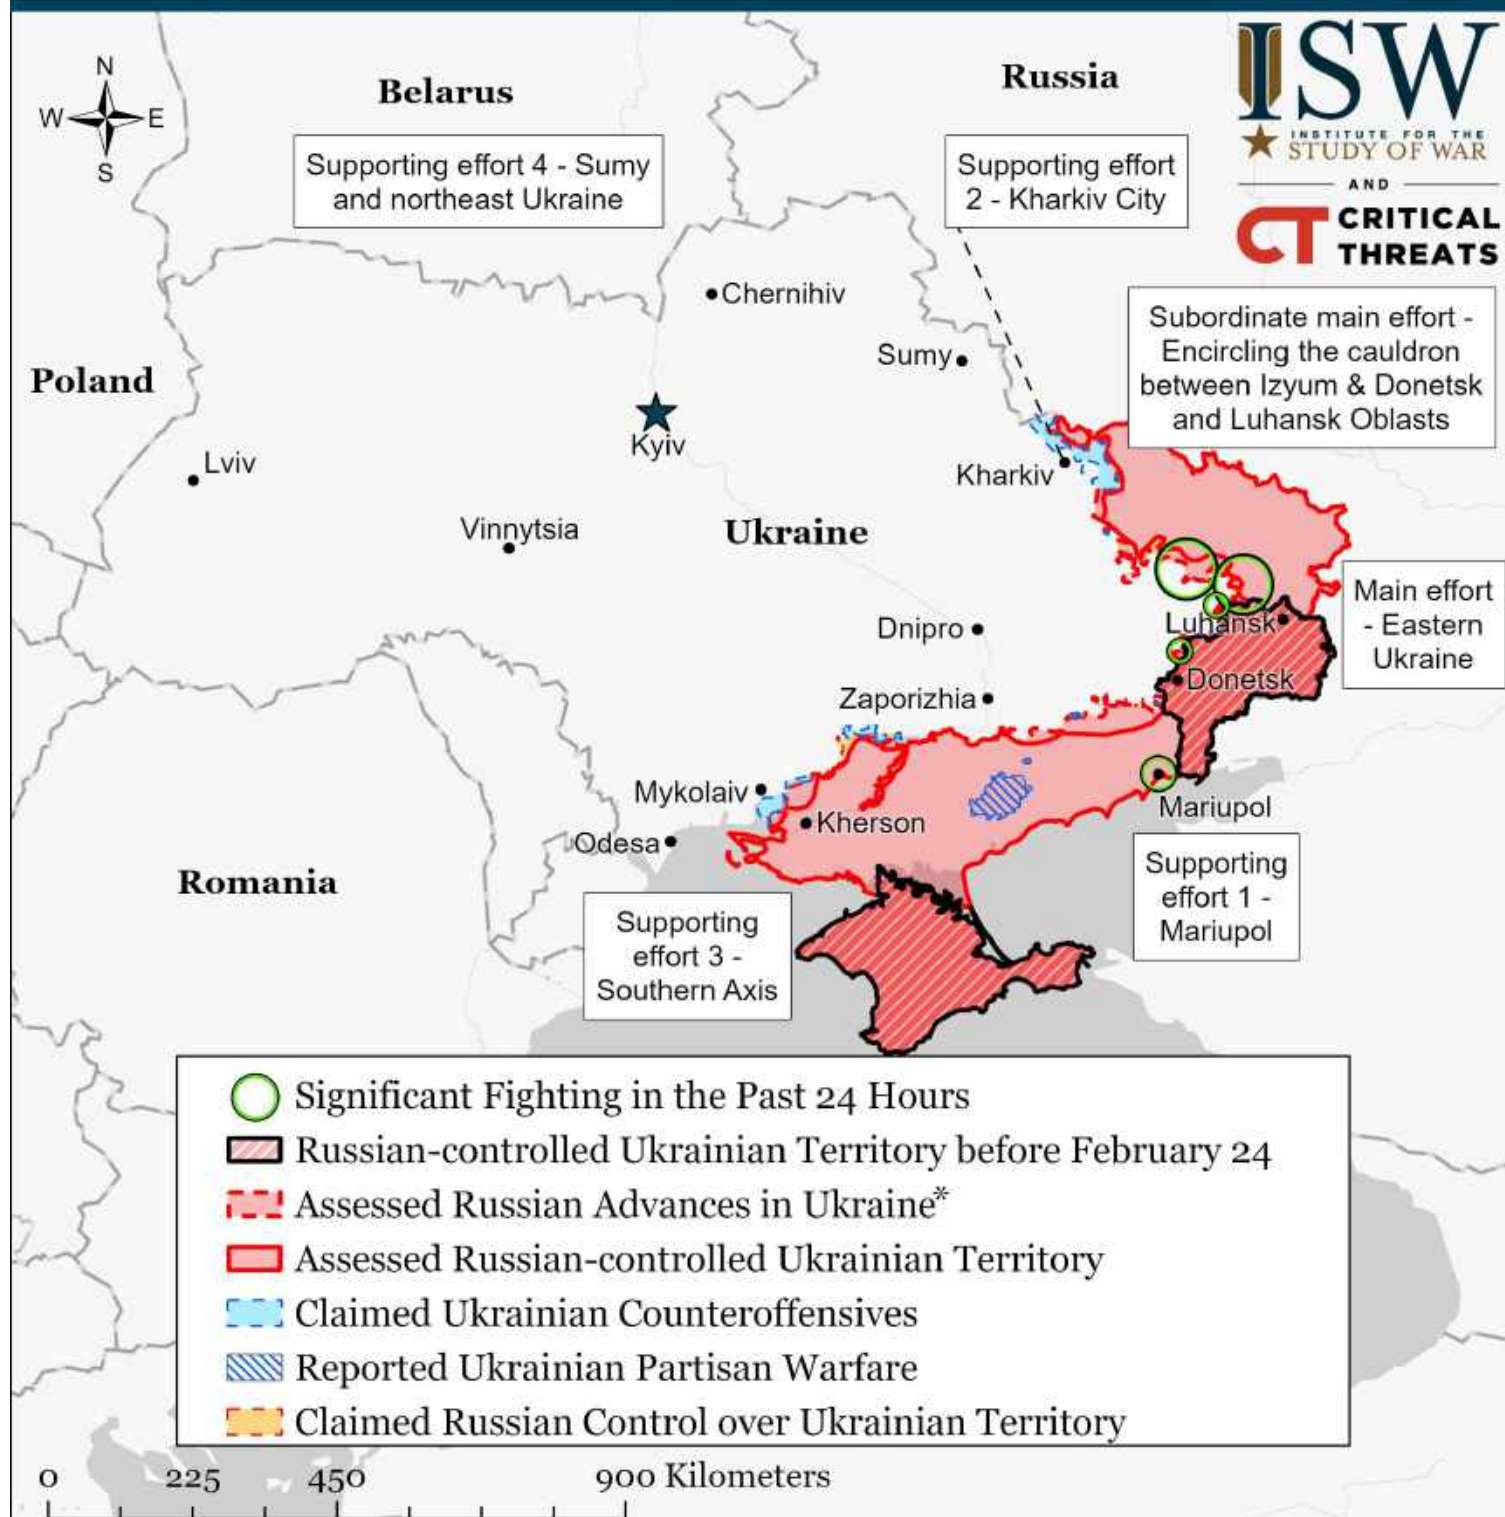 N
W E
S
Belarus
Russia
ISW
INSTITUTE FOR THE
STUDY OF WAR
AND
CT CRITICAL
THREATS
Supporting effort 4 - Sumy
and northeast Ukraine
Supporting effort
2 - Kharkiv City
Chernihiv
Subordinate main effort -
Encircling the cauldron
between Izyum & Donetsk
and Luhansk Oblasts
Sumy
Poland
Kyiv
Lviv
Kharkiv
Vinnytsia
Ukraine
Main effort
- Eastern
Ukraine
Luhansk
Dnipro
Donetsk
Zaporizhia
Mykolaiv
Mariupol
Kherson
Odesa
Romania
Supporting
effort 1 -
Mariupol
Supporting
effort 3 -
Southern Axis
Significant Fighting in the Past 24 Hours
Russian-controlled Ukrainian Territory before February 24
Assessed Russian Advances in Ukraine*
Assessed Russian-controlled Ukrainian Territory
Claimed Ukrainian Counteroffensives
Reported Ukrainian Partisan Warfare
Claimed Russian Control over Ukrainian Territory
0 225 450 900 Kilometers